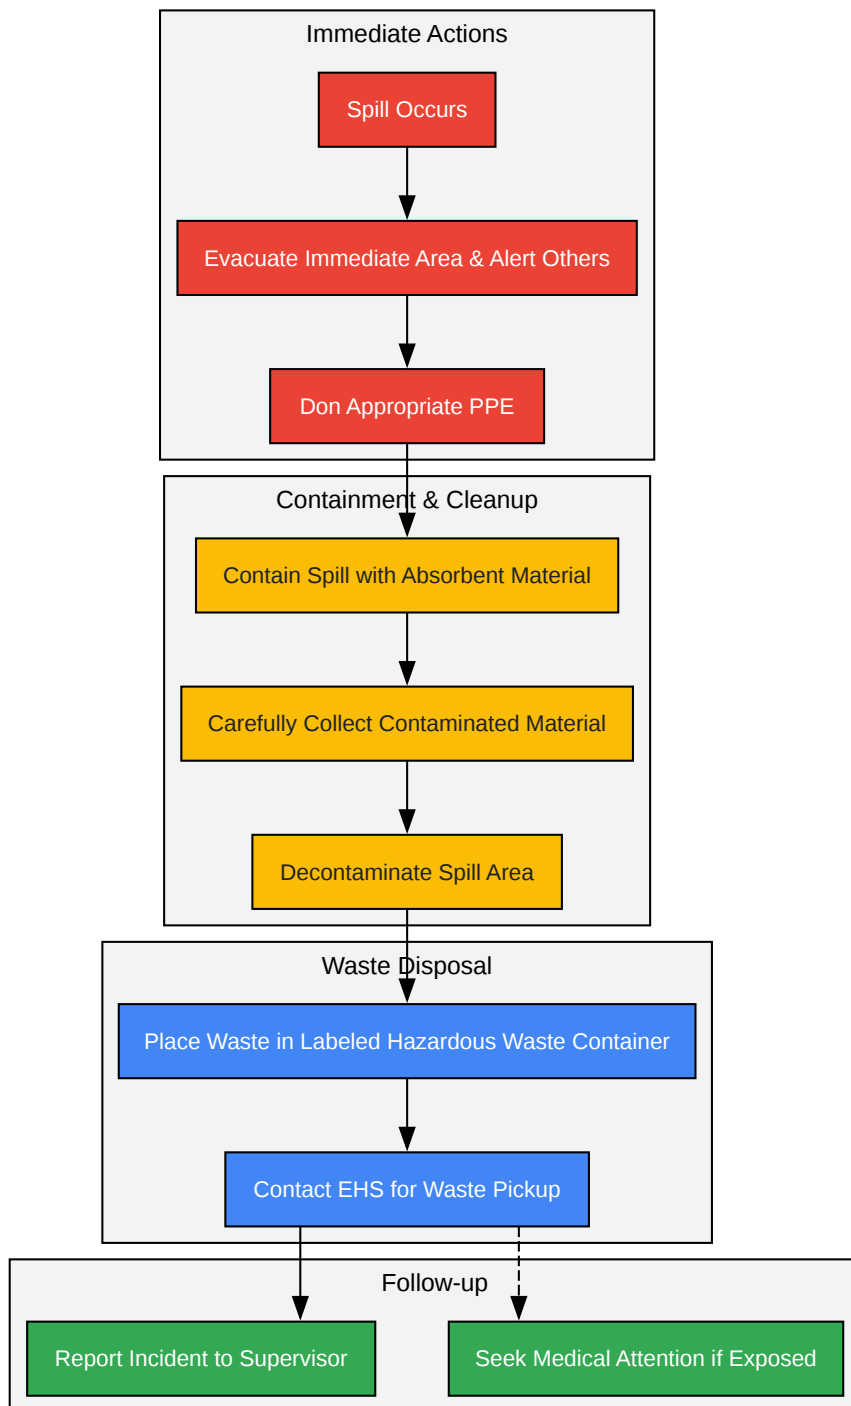 Immediate Actions
Spill Occurs
Evacuate Immediate Area & Alert Others
Don Appropriate PPE
Containment & Cleanup
Contain Spill with Absorbent Material
Carefully Collect Contaminated Material
Decontaminate Spill Area
Waste Disposal
Place Waste in Labeled Hazardous Waste Container
Contact EHS for Waste Pickup
Follow-up
Report Incident to Supervisor
Seek Medical Attention if Exposed